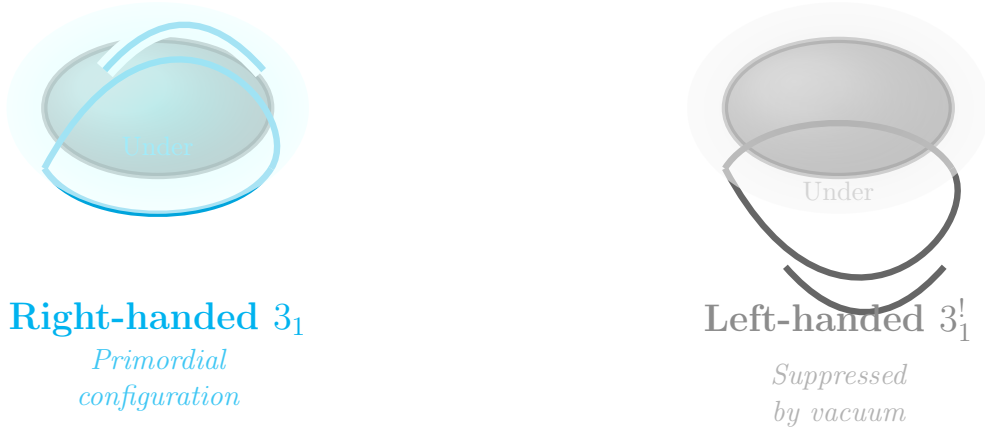 Under
Right-handed 3₁
Primordial
configuration
Under
Left-handed 3₁^!
Suppressed
by vacuum